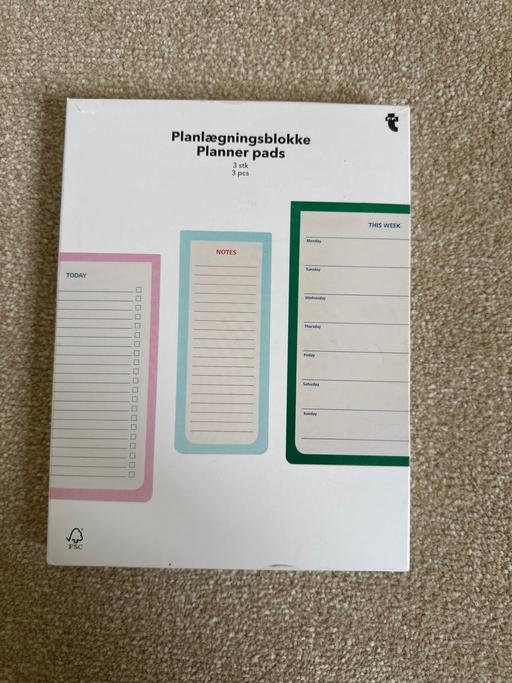 Planlægningsblokke
Planner pads
3 stk
3 pcs
THIS WEEK
Monday
Tuesday
Wednesday
Thursday
Friday
Saturday
Sunday
NOTES
TODAY
FSC